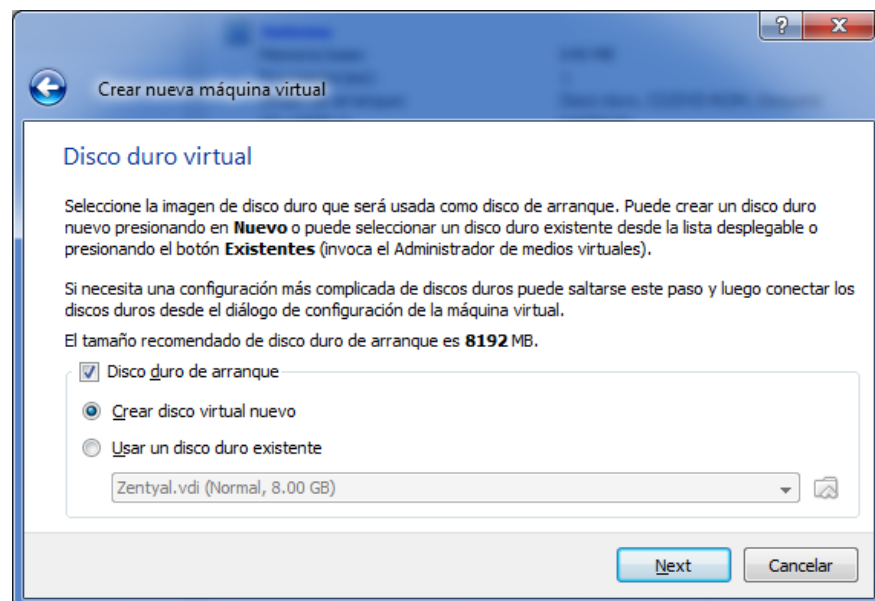 Crear nueva máquina virtual
Disco duro virtual
Seleccione la imagen de disco duro que será usada como disco de arranque. Puede crear un disco duro
nuevo presionando en Nuevo o puede seleccionar un disco duro existente desde la lista desplegable o
presionando el botón Existentes (invoca el Administrador de medios virtuales).
Si necesita una configuración más complicada de discos duros puede saltarse este paso y luego conectar los
discos duros desde el diálogo de configuración de la máquina virtual.
El tamaño recomendado de disco duro de arranque es 8192 MB.
Disco duro de arranque
Crear disco virtual nuevo
Usar un disco duro existente
Zentyal.vdi (Normal, 8.00 GB)
Next
Cancelar